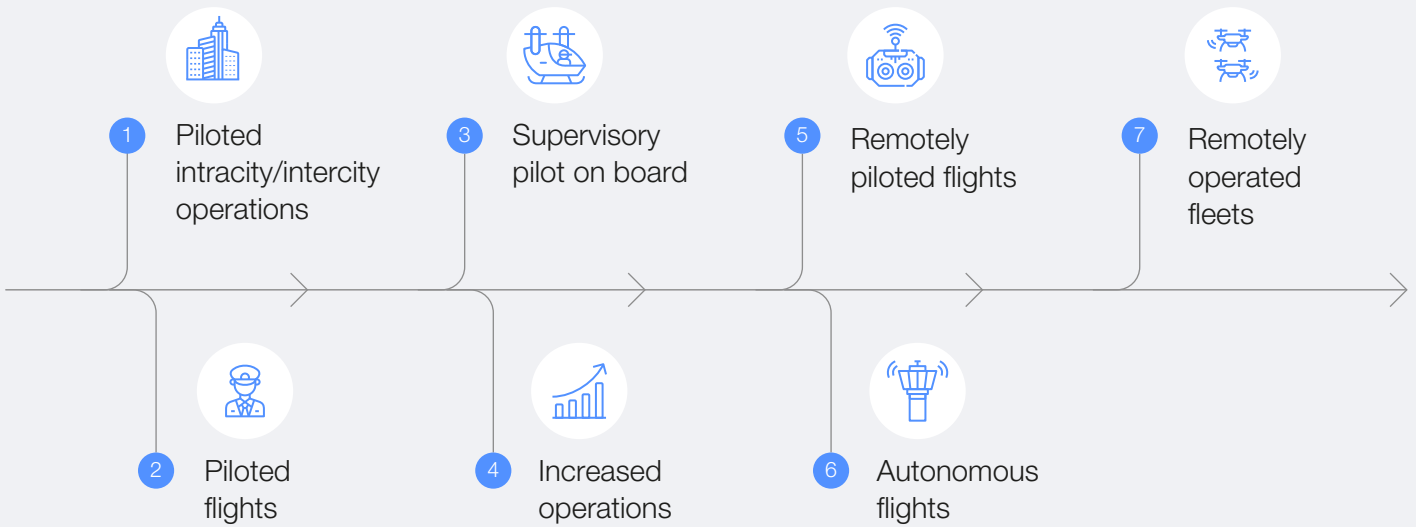 1
Piloted
intracity/intercity
operations
2
Piloted
flights
3
Supervisory
pilot on board
4
Increased
operations
5
Remotely
piloted flights
6
Autonomous
flights
7
Remotely
operated
fleets